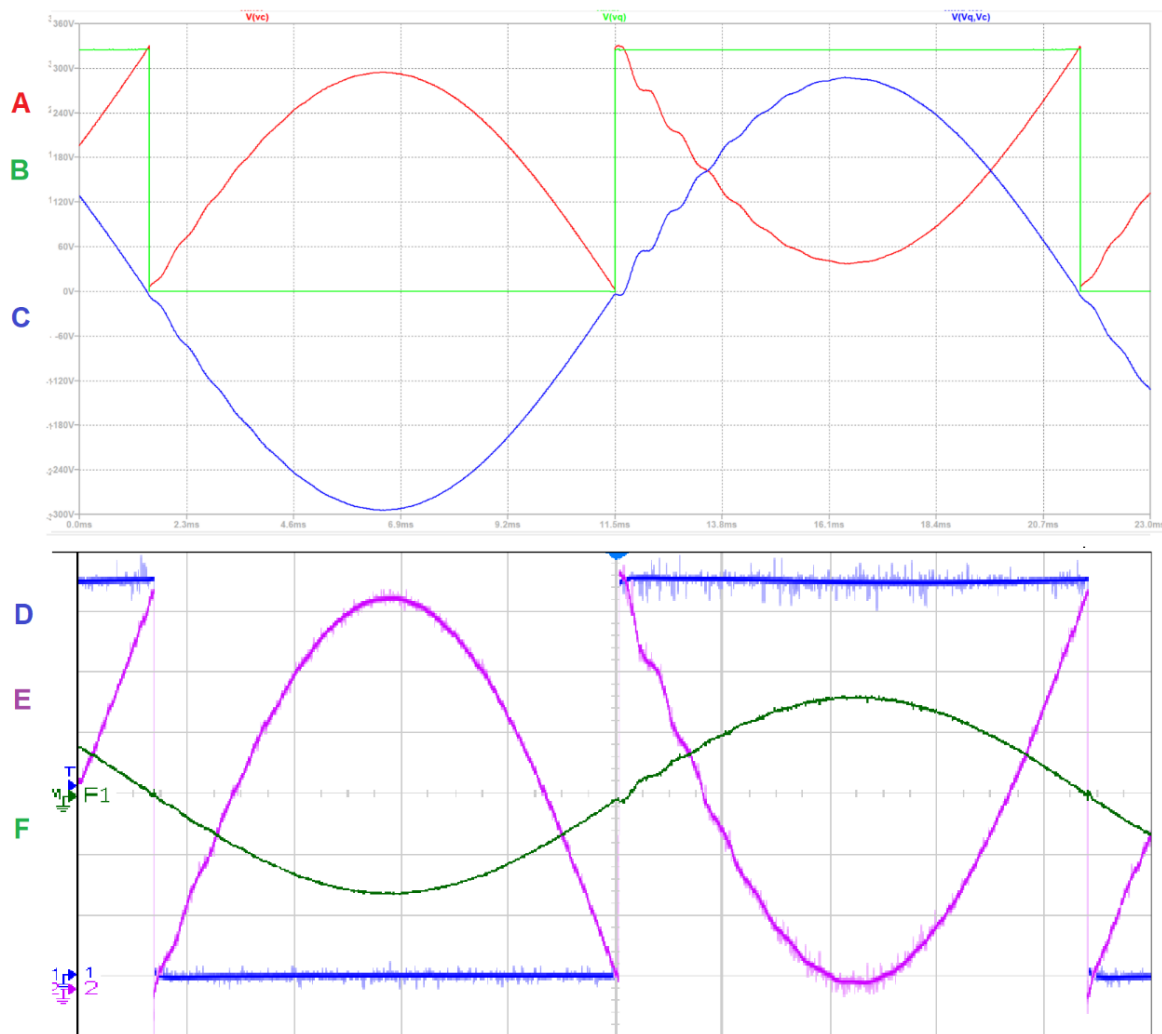 V(vc) V(vq) V(Vq,Vc)
360V
300V
240V
180V
120V
60V
0V
-60V
-120V
-180V
-240V
-300V
0.0ms 2.3ms 4.6ms 6.9ms 9.2ms 11.5ms 13.8ms 16.1ms 18.4ms 20.7ms 23.0ms
A
B
C
D
E
F
T
F1
1 1
2 2